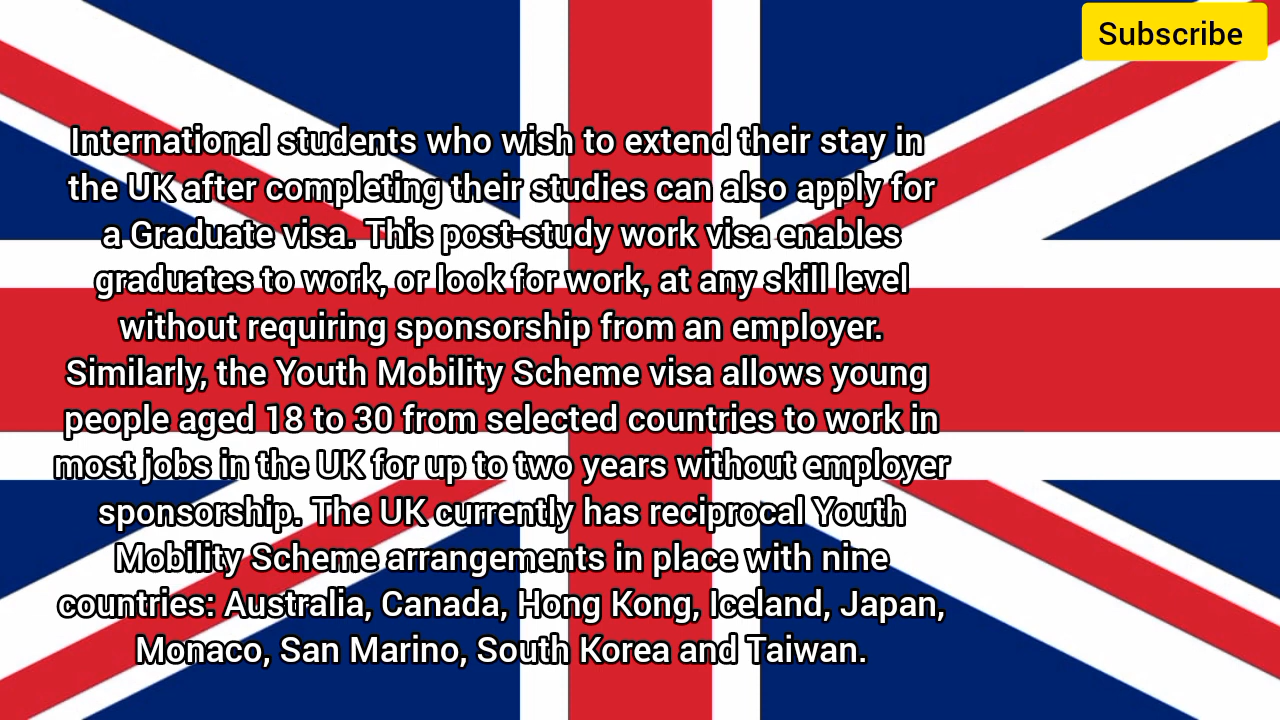 Subscribe
International students who wish to extend their stay in
the UK after completing their studies can also apply for
a Graduate visa. This post-study work visa enables
graduates to work, or look for work, at any skill level
without requiring sponsorship from an employer.
Similarly, the Youth Mobility Scheme visa allows young
people aged 18 to 30 from selected countries to work in
most jobs in the UK for up to two years without employer
sponsorship. The UK currently has reciprocal Youth
Mobility Scheme arrangements in place with nine
countries: Australia, Canada, Hong Kong, Iceland, Japan,
Monaco, San Marino, South Korea and Taiwan.